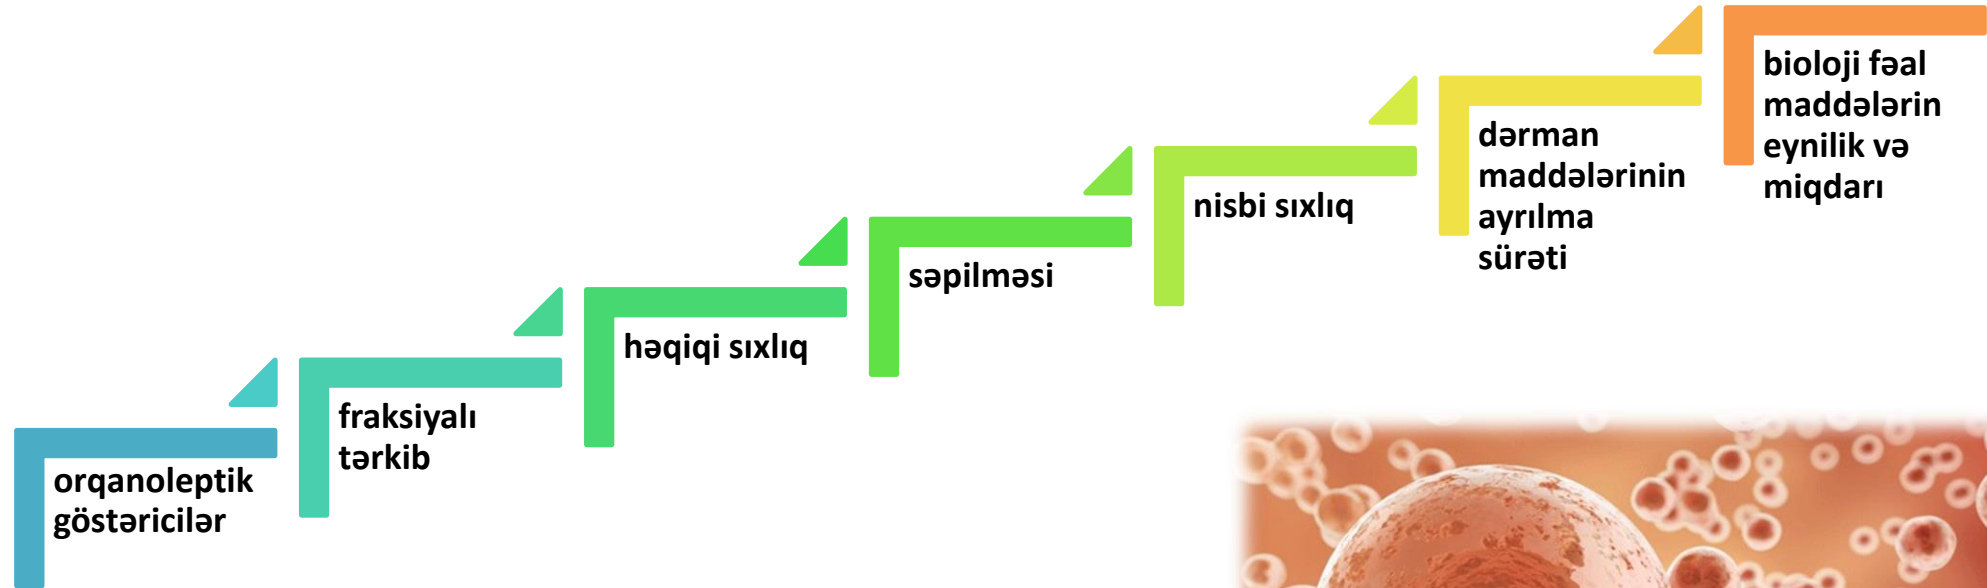 orqanoleptik
göstəricilər
fraksiyalı
tərkib
həqiqi sıxlıq
səpilməsi
nisbi sıxlıq
dərman
maddələrinin
ayrılma
sürəti
bioloji fəal
maddələrin
eynilik və
miqdarı